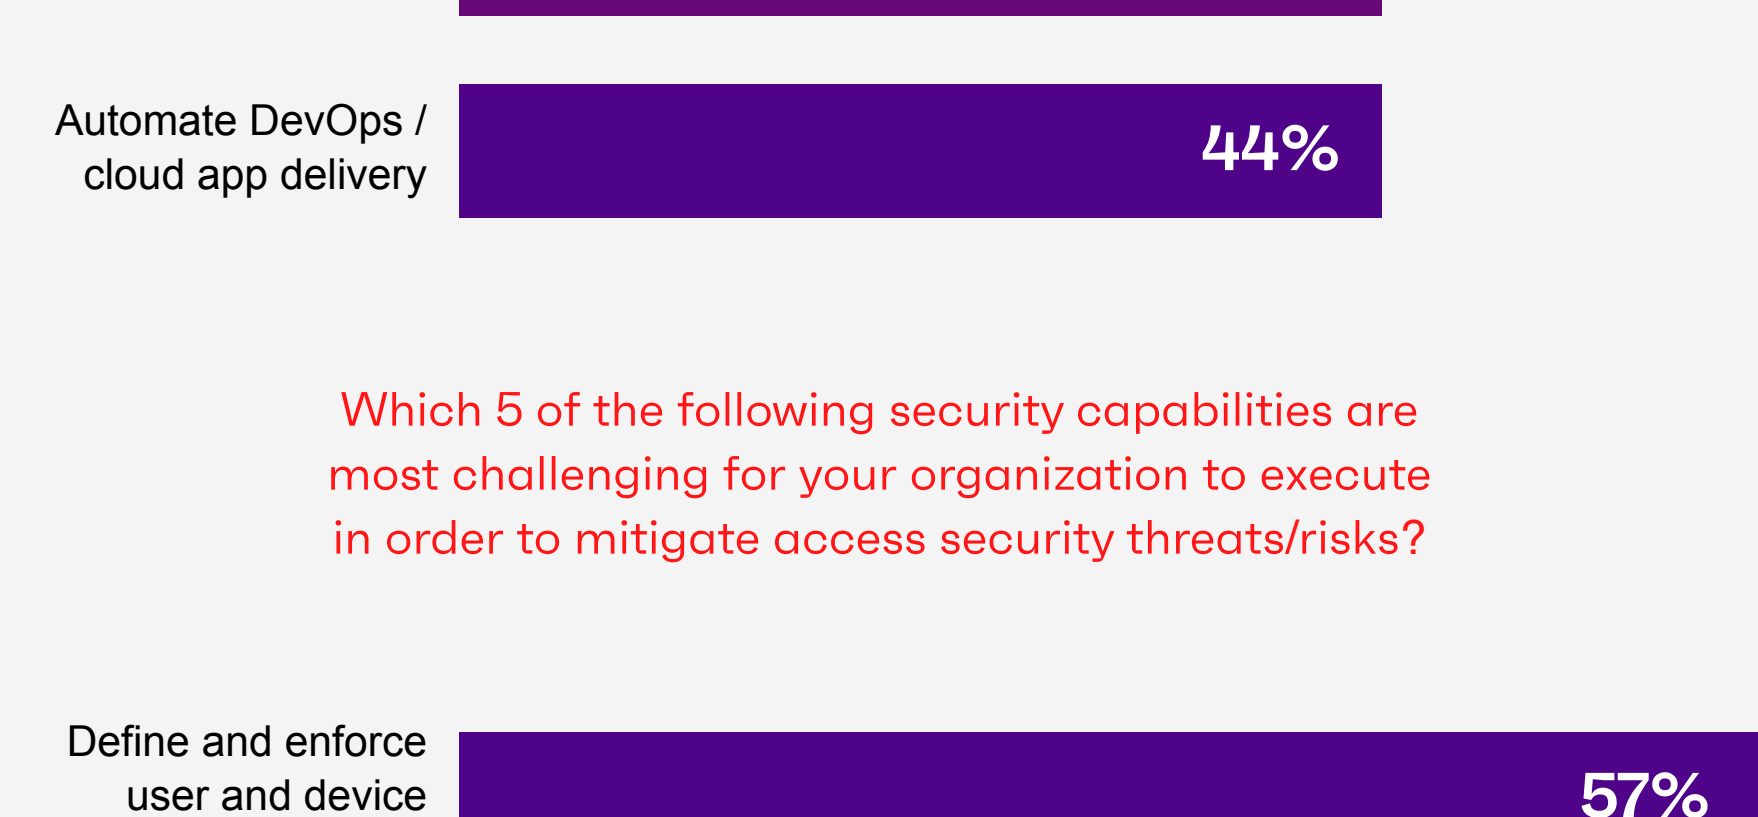 Automate DevOps /
cloud app delivery
44%
Which 5 of the following security capabilities are
most challenging for your organization to execute
in order to mitigate access security threats/risks?
Define and enforce
user and device
57%